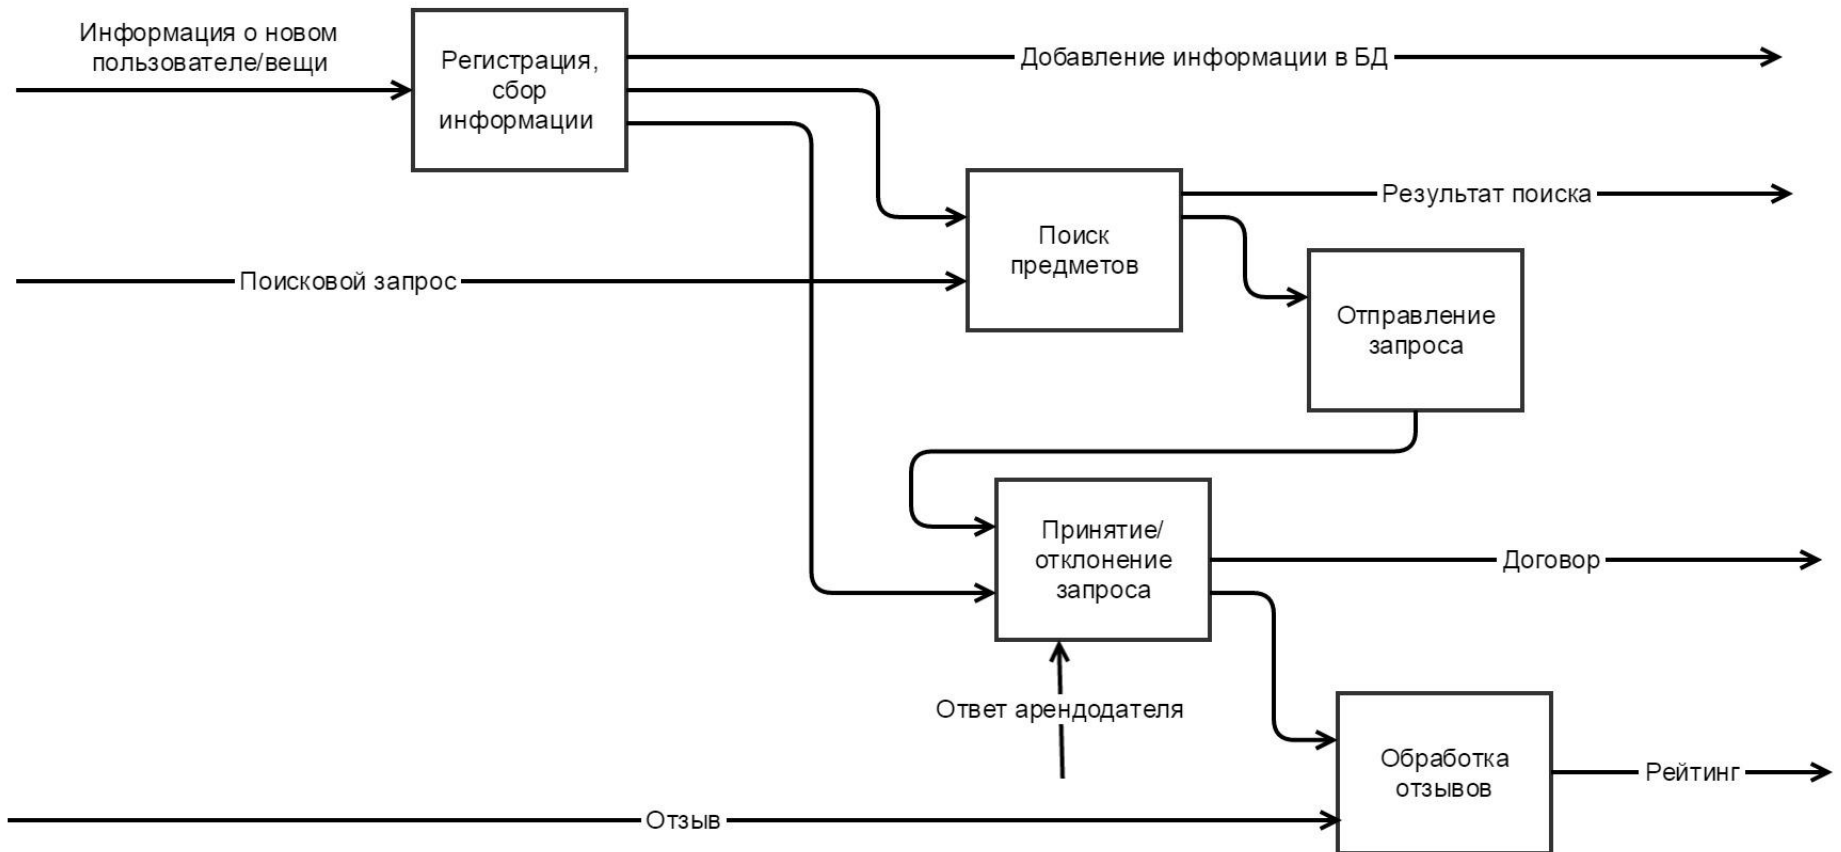 Информация о новом
пользователе/вещи
Регистрация,
сбор
информации
Добавление информации в БД
Результат поиска
Поиск
предметов
Поисковой запрос
Отправление
запроса
Принятие/
отклонение
запроса
Договор
Ответ арендодателя
Обработка
отзывов
Рейтинг
Отзыв